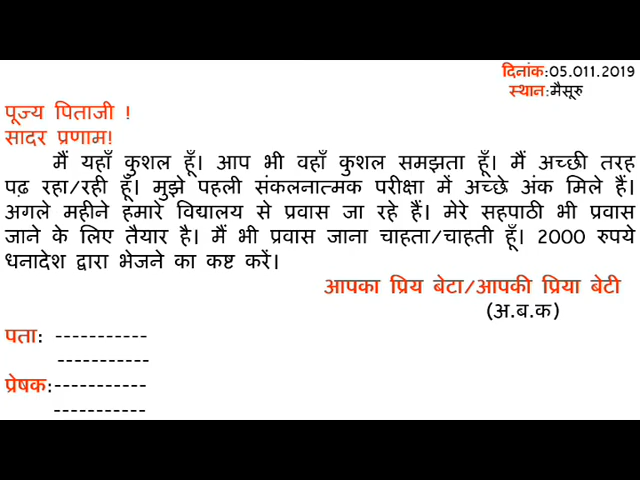 दिनांक:05.011.2019
स्थान:मैसूरु
पूज्य पिताजी !
सादर प्रणाम!
मैं यहाँ कुशल हूँ। आप भी वहाँ कुशल समझता हूँ। मैं अच्छी तरह
पढ़ रहा/रही हूँ। मुझे पहली संकलनात्मक परीक्षा में अच्छे अंक मिले हैं।
अगले महीने हमारे विद्यालय से प्रवास जा रहे हैं। मेरे सहपाठी भी प्रवास
जाने के लिए तैयार है। मैं भी प्रवास जाना चाहता/चाहती हूँ। 2000 रुपये
धनादेश द्वारा भेजने का कष्ट करें।
आपका प्रिय बेटा/आपकी प्रिया बेटी
(अ.ब.क)
पता: -----------
-----------
प्रेषक:-----------
-----------